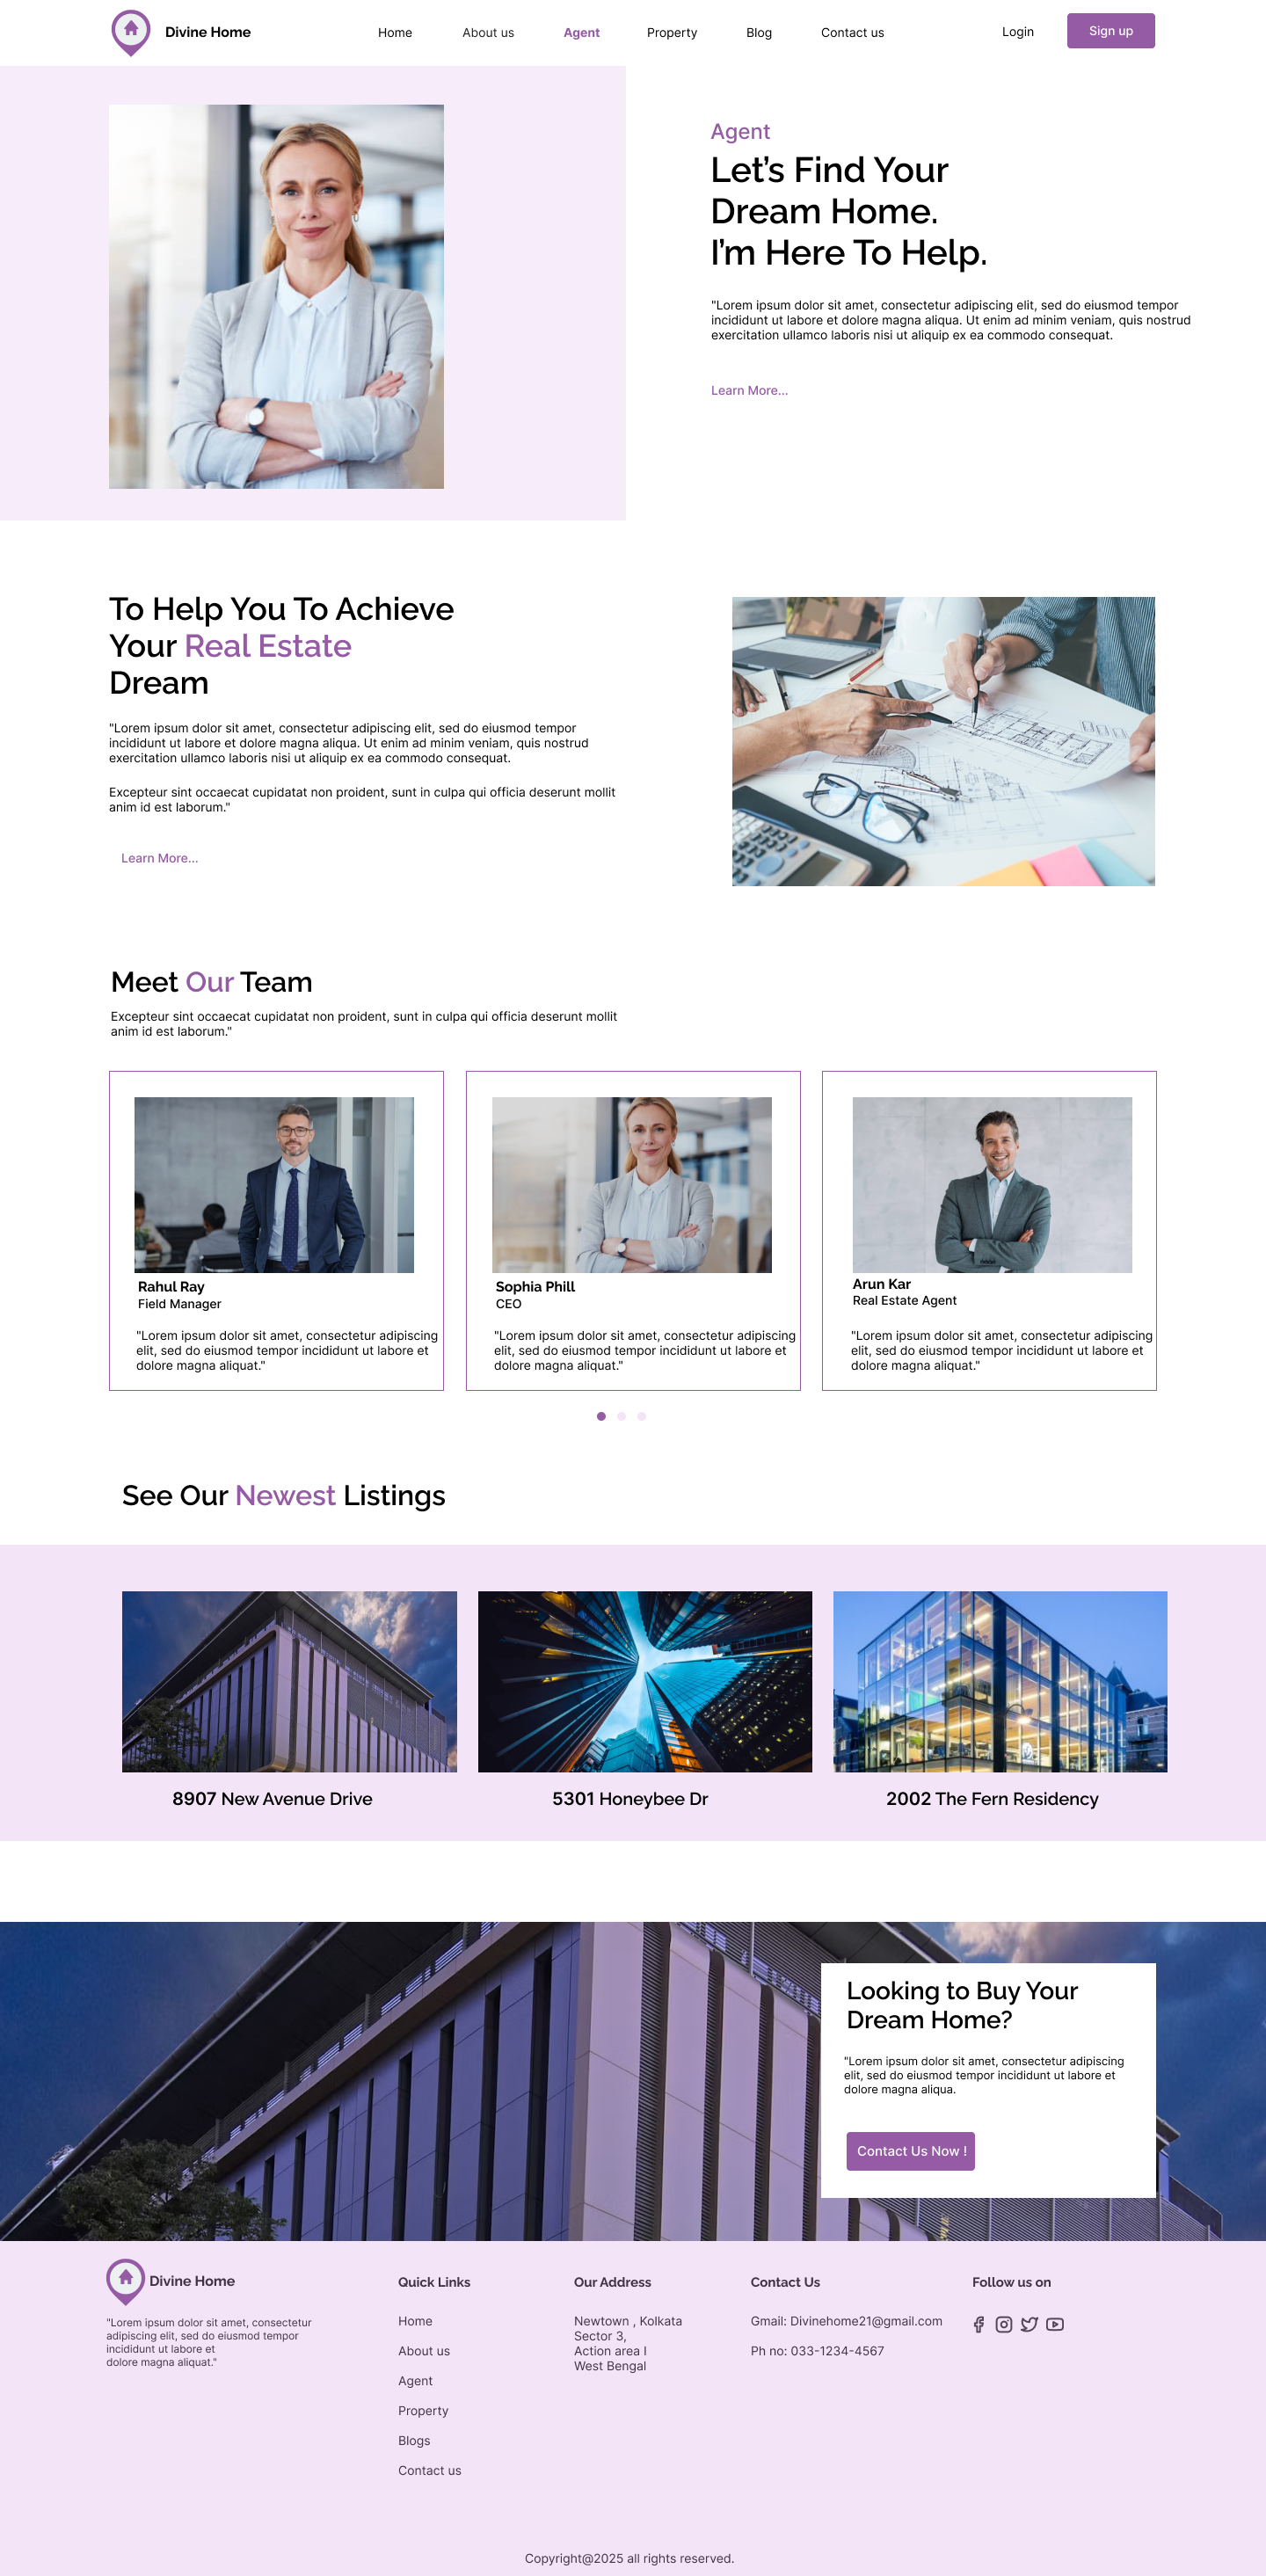 Divine Home
Home
About us
Agent
Property
Blog
Contact us
Login
Sign up
Agent
Let's Find Your
Dream Home.
I'm Here To Help.
"Lorem ipsum dolor sit amet, consectetur adipiscing elit, sed do eiusmod tempor
incididunt ut labore et dolore magna aliqua. Ut enim ad minim veniam, quis nostrud
exercitation ullamco laboris nisi ut aliquip ex ea commodo consequat.
Learn More...
To Help You To Achieve
Your Real Estate
Dream
"Lorem ipsum dolor sit amet, consectetur adipiscing elit, sed do eiusmod tempor
incididunt ut labore et dolore magna aliqua. Ut enim ad minim veniam, quis nostrud
exercitation ullamco laboris nisi ut aliquip ex ea commodo consequat.
Excepteur sint occaecat cupidatat non proident, sunt in culpa qui officia deserunt mollit
anim id est laborum."
Learn More...
Meet Our Team
Excepteur sint occaecat cupidatat non proident, sunt in culpa qui officia deserunt mollit
anim id est laborum."
Rahul Ray
Field Manager
"Lorem ipsum dolor sit amet, consectetur adipiscing
elit, sed do eiusmod tempor incididunt ut labore et
dolore magna aliquat."
Sophia Phill
CEO
"Lorem ipsum dolor sit amet, consectetur adipiscing
elit, sed do eiusmod tempor incididunt ut labore et
dolore magna aliquat."
Arun Kar
Real Estate Agent
"Lorem ipsum dolor sit amet, consectetur adipiscing
elit, sed do eiusmod tempor incididunt ut labore et
dolore magna aliquat."
See Our Newest Listings
8907 New Avenue Drive
5301 Honeybee Dr
2002 The Fern Residency
Looking to Buy Your
Dream Home?
"Lorem ipsum dolor sit amet, consectetur adipiscing
elit, sed do eiusmod tempor incididunt ut labore et
dolore magna aliqua.
Contact Us Now !
Divine Home
"Lorem ipsum dolor sit amet, consectetur
adipiscing elit, sed do eiusmod tempor
incididunt ut labore et
dolore magna aliquat."
Quick Links
Home
About us
Agent
Property
Blogs
Contact us
Our Address
Newtown , Kolkata
Sector 3,
Action area I
West Bengal
Contact Us
Gmail: Divinehome21@gmail.com
Ph no: 033-1234-4567
Follow us on
Copyright@2025 all rights reserved.